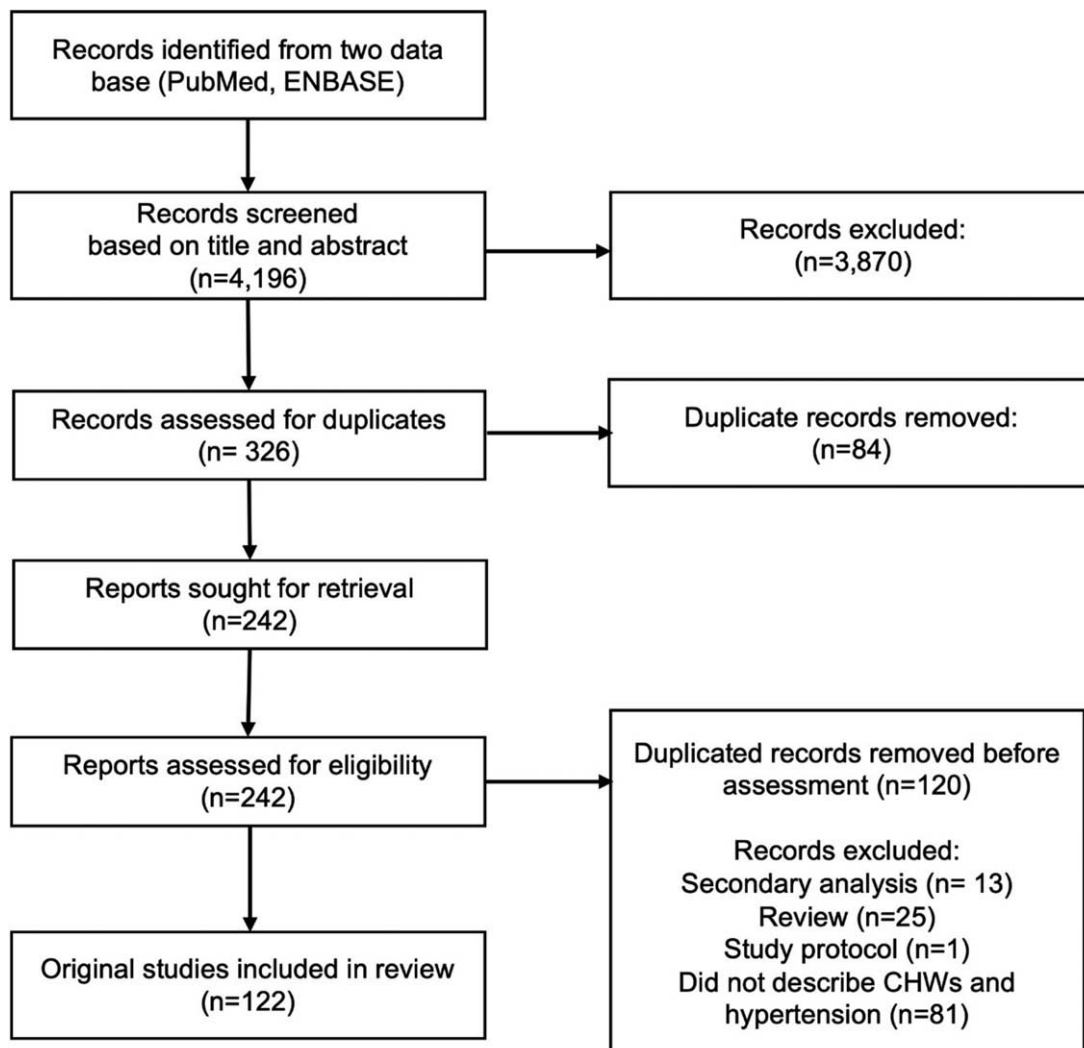 Records identified from two data
base (PubMed, ENBASE)
Records screened
based on title and abstract
(n=4,196)
Records excluded:
(n=3,870)
Records assessed for duplicates
(n= 326)
Duplicate records removed:
(n=84)
Reports sought for retrieval
(n=242)
Reports assessed for eligibility
(n=242)
Duplicated records removed before
assessment (n=120)
Records excluded:
Secondary analysis (n= 13)
Review (n=25)
Study protocol (n=1)
Did not describe CHWs and
hypertension (n=81)
Original studies included in review
(n=122)